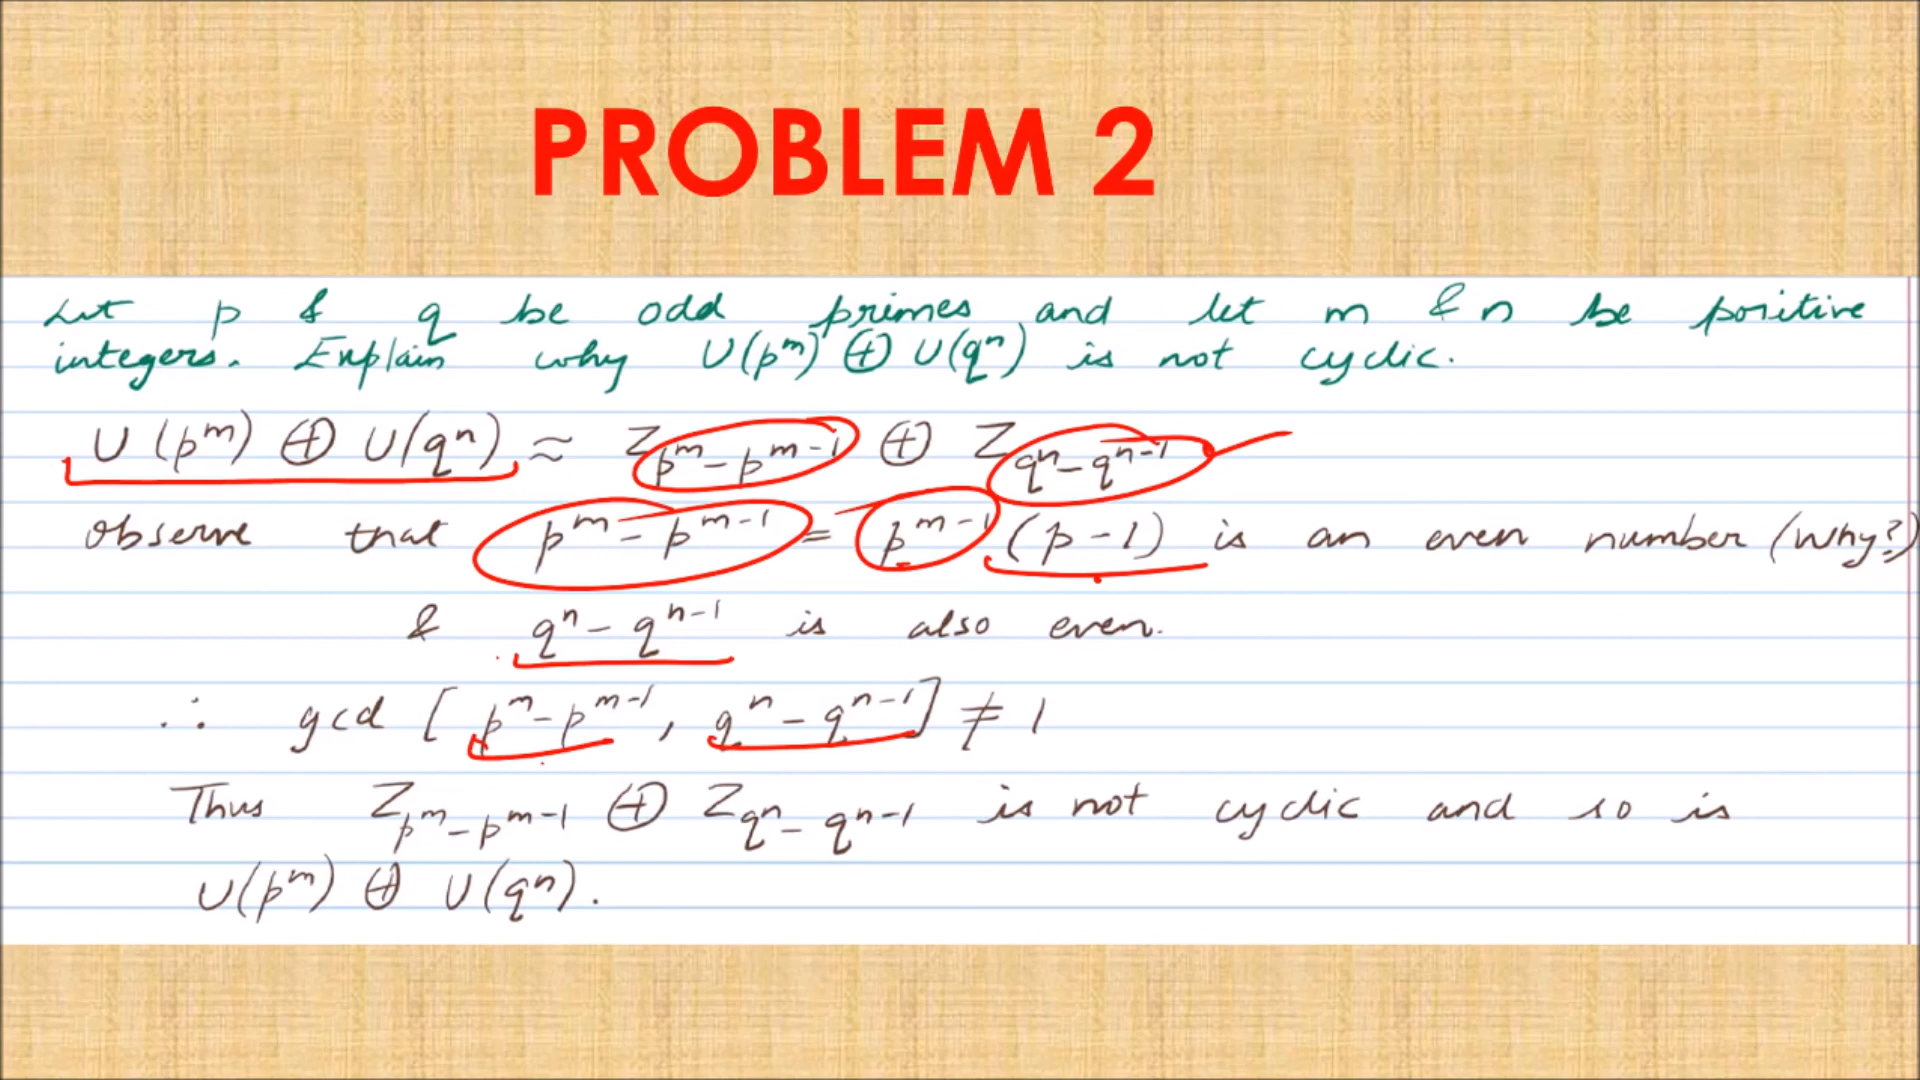 PROBLEM 2
Let p & q be odd primes and let m & n be positive
integers. Explain why U(p^m) ⊕ U(q^n) is not cyclic.
U(p^m) ⊕ U(q^n) ≈ Z_{p^m - p^{m-1}} ⊕ Z_{q^n - q^{n-1}}
Observe that p^m - p^{m-1} = p^{m-1} (p-1) is an even number (Why?)
& q^n - q^{n-1} is also even.
∴ gcd [p^m - p^{m-1}, q^n - q^{n-1}] ≠ 1
Thus Z_{p^m - p^{m-1}} ⊕ Z_{q^n - q^{n-1}} is not cyclic and so is
U(p^m) ⊕ U(q^n).